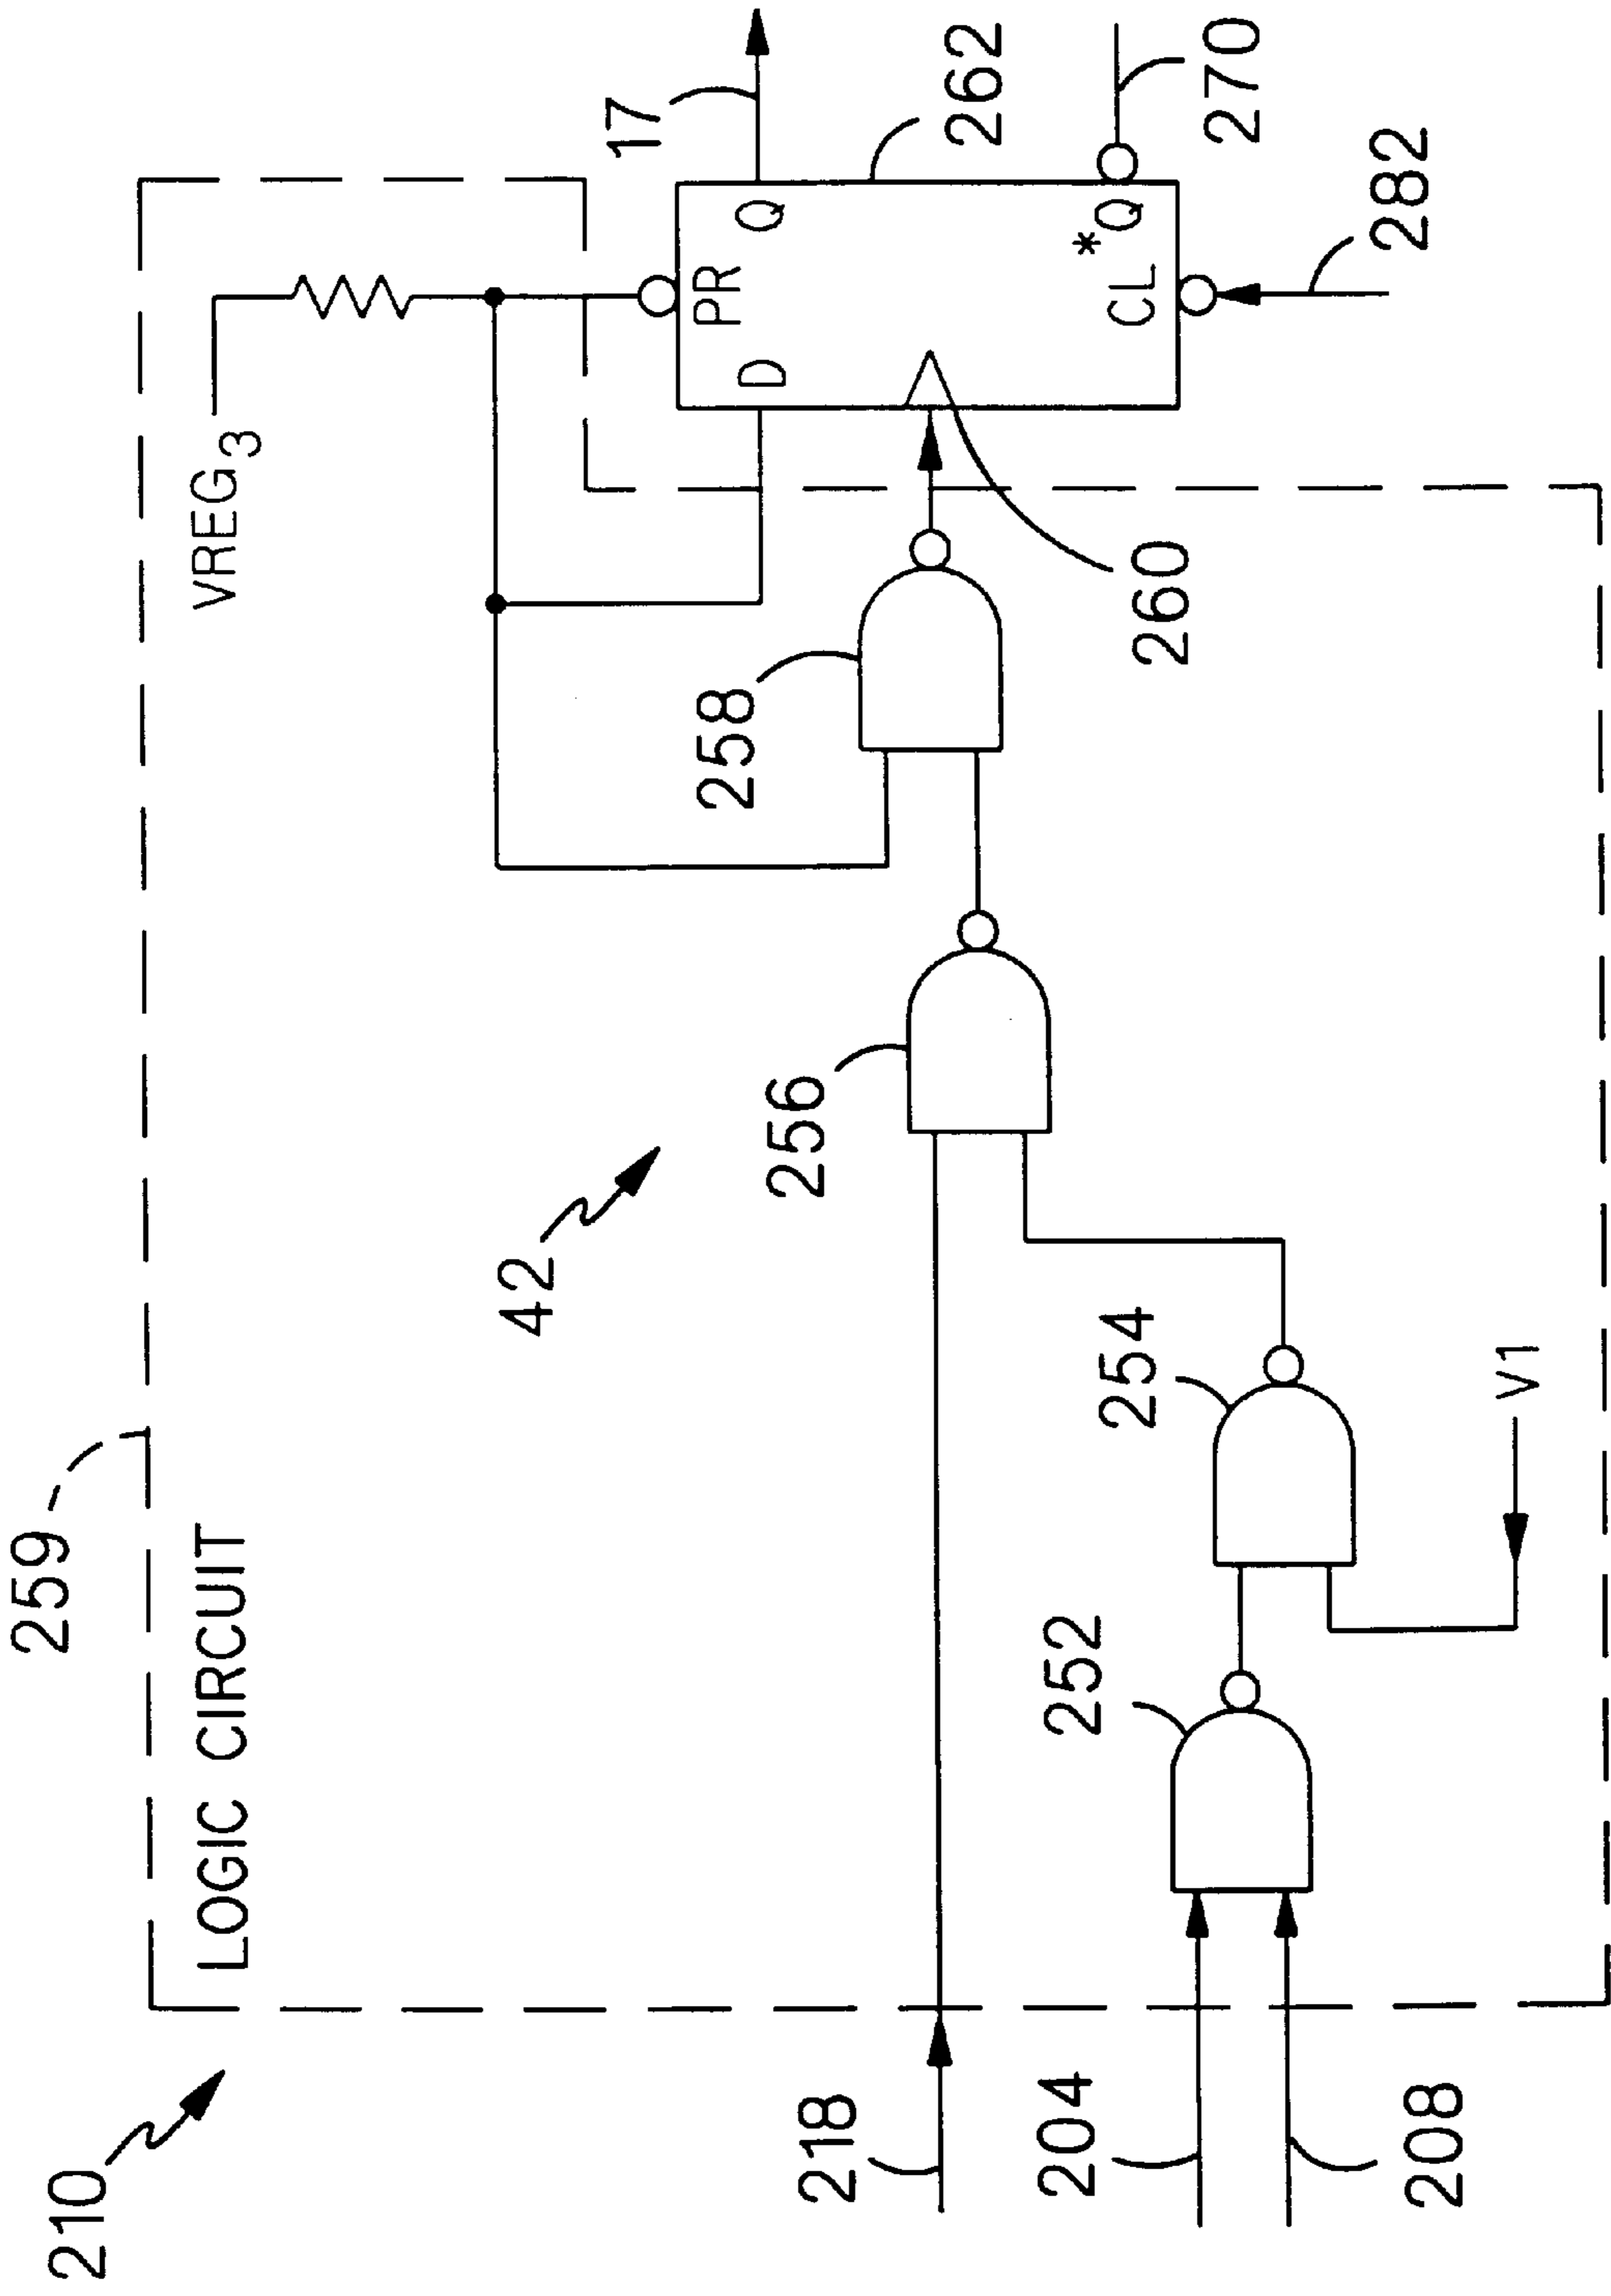 210
259
LOGIC CIRCUIT
VREG3
42
17
218
204
208
252
254
V1
256
258
260
PR
D
Q
CL
*Q
262
270
282